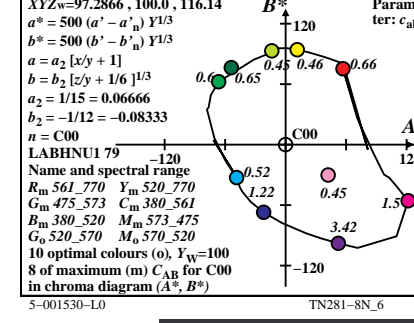 XYZw=97.2866 , 100.0 , 116.14
a* = 500 (a' – a'n) Y1/3
b* = 500 (b' – b'n) Y1/3
a = a2 [x/y + 1]
b = b2 [z/y + 1/6 ]1/3
a2 = 1/15 = 0.06666
b2 = –1/12 = –0.08333
n = C00
LABHNU1 79
Name and spectral range
Rm 561_770 Ym 520_770
Gm 475_573 Cm 380_561
Bm 380_520 Mm 573_475
Go 520_570 Mo 570_520
10 optimal colours (o), YW=100
8 of maximum (m) CAB for C00
in chroma diagram (A*, B*)
B*
120
Param
ter: ca
0.45
0.46
0.66
0.6
0.65
C00
A
–120
0.52
1.22
0.45
1.5
3.42
–120
12
5–001530–L0
TN281–8N_6